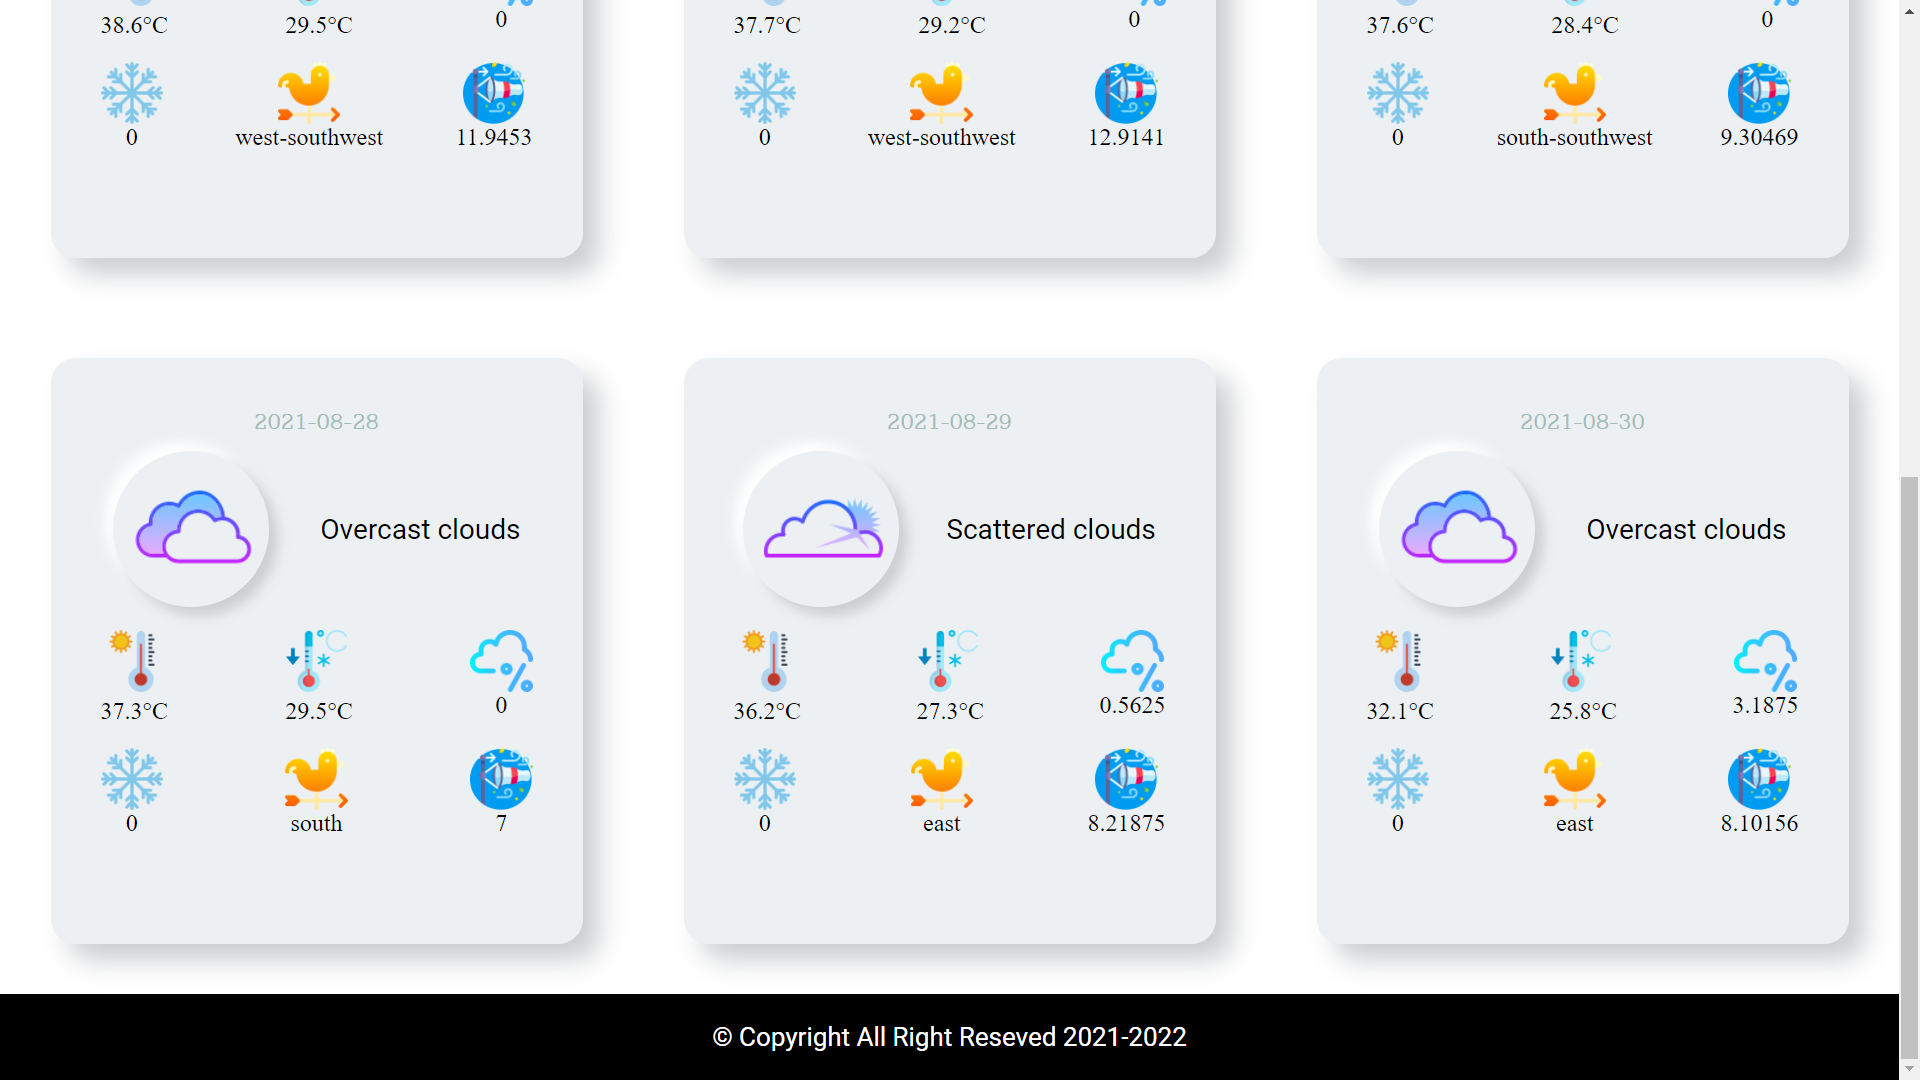 38.6°C 29.5°C 0 37.7°C 29.2°C 0 37.6°C 28.4°C 0
0 west-southwest 11.9453 0 west-southwest 12.9141 0 south-southwest 9.30469
2021-08-28 2021-08-29 2021-08-30
Overcast clouds Scattered clouds Overcast clouds
37.3°C 29.5°C 0 36.2°C 27.3°C 0.5625 32.1°C 25.8°C 3.1875
0 south 7 0 east 8.21875 0 east 8.10156
© Copyright All Right Reseved 2021-2022